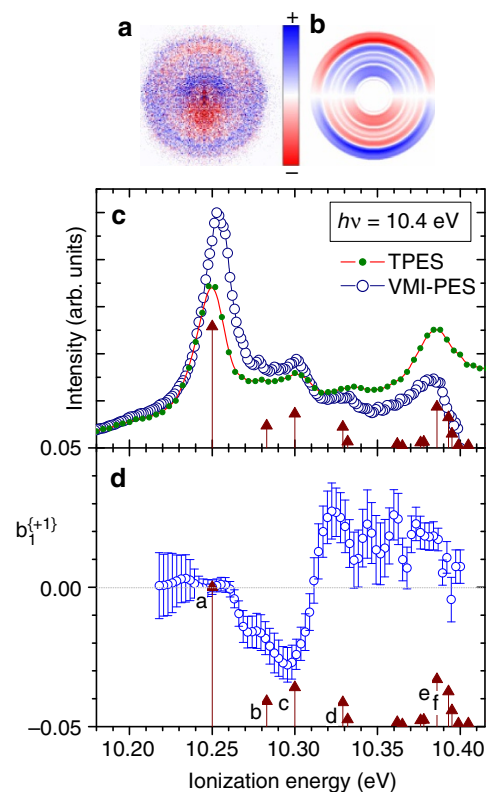 a
+
b
−
c
hν = 10.4 eV
TPES
VMI-PES
Intensity (arb. units)
0.05
d
b₁{+1}
0.00
a
b
c
d
e
f
−0.05
10.20 10.25 10.30 10.35 10.40
Ionization energy (eV)